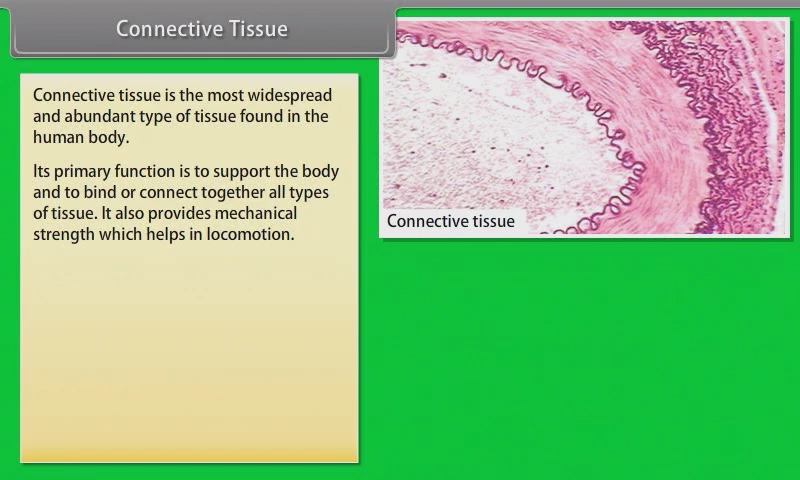 Connective Tissue
Connective tissue is the most widespread
and abundant type of tissue found in the
human body.
Its primary function is to support the body
and to bind or connect together all types
of tissue. It also provides mechanical
strength which helps in locomotion.
Connective tissue